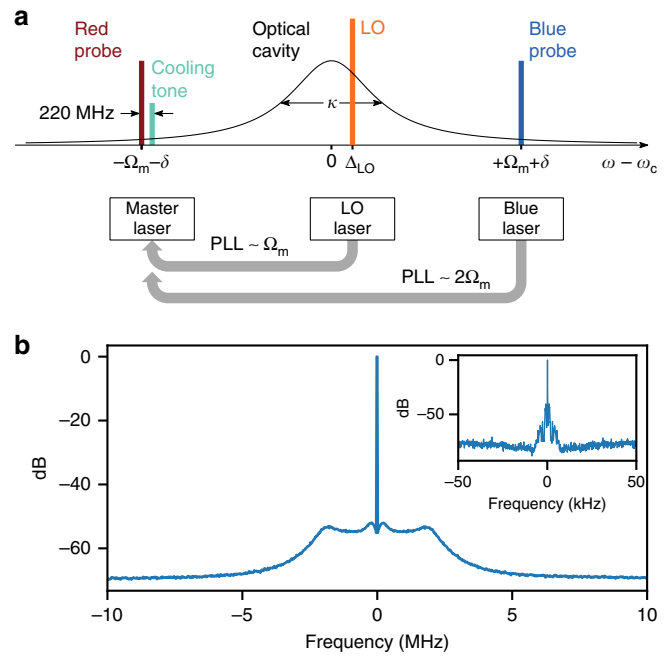 a
Red probe
Cooling tone
220 MHz
Optical cavity
κ
LO
Blue probe
−Ωm−δ
0
ΔLO
+Ωm+δ
ω − ωc
Master laser
LO laser
Blue laser
PLL ~ Ωm
PLL ~ 2Ωm
b
0
−20
−40
−60
dB
−10
−5
0
5
10
Frequency (MHz)
0
−50
dB
−50
0
50
Frequency (kHz)